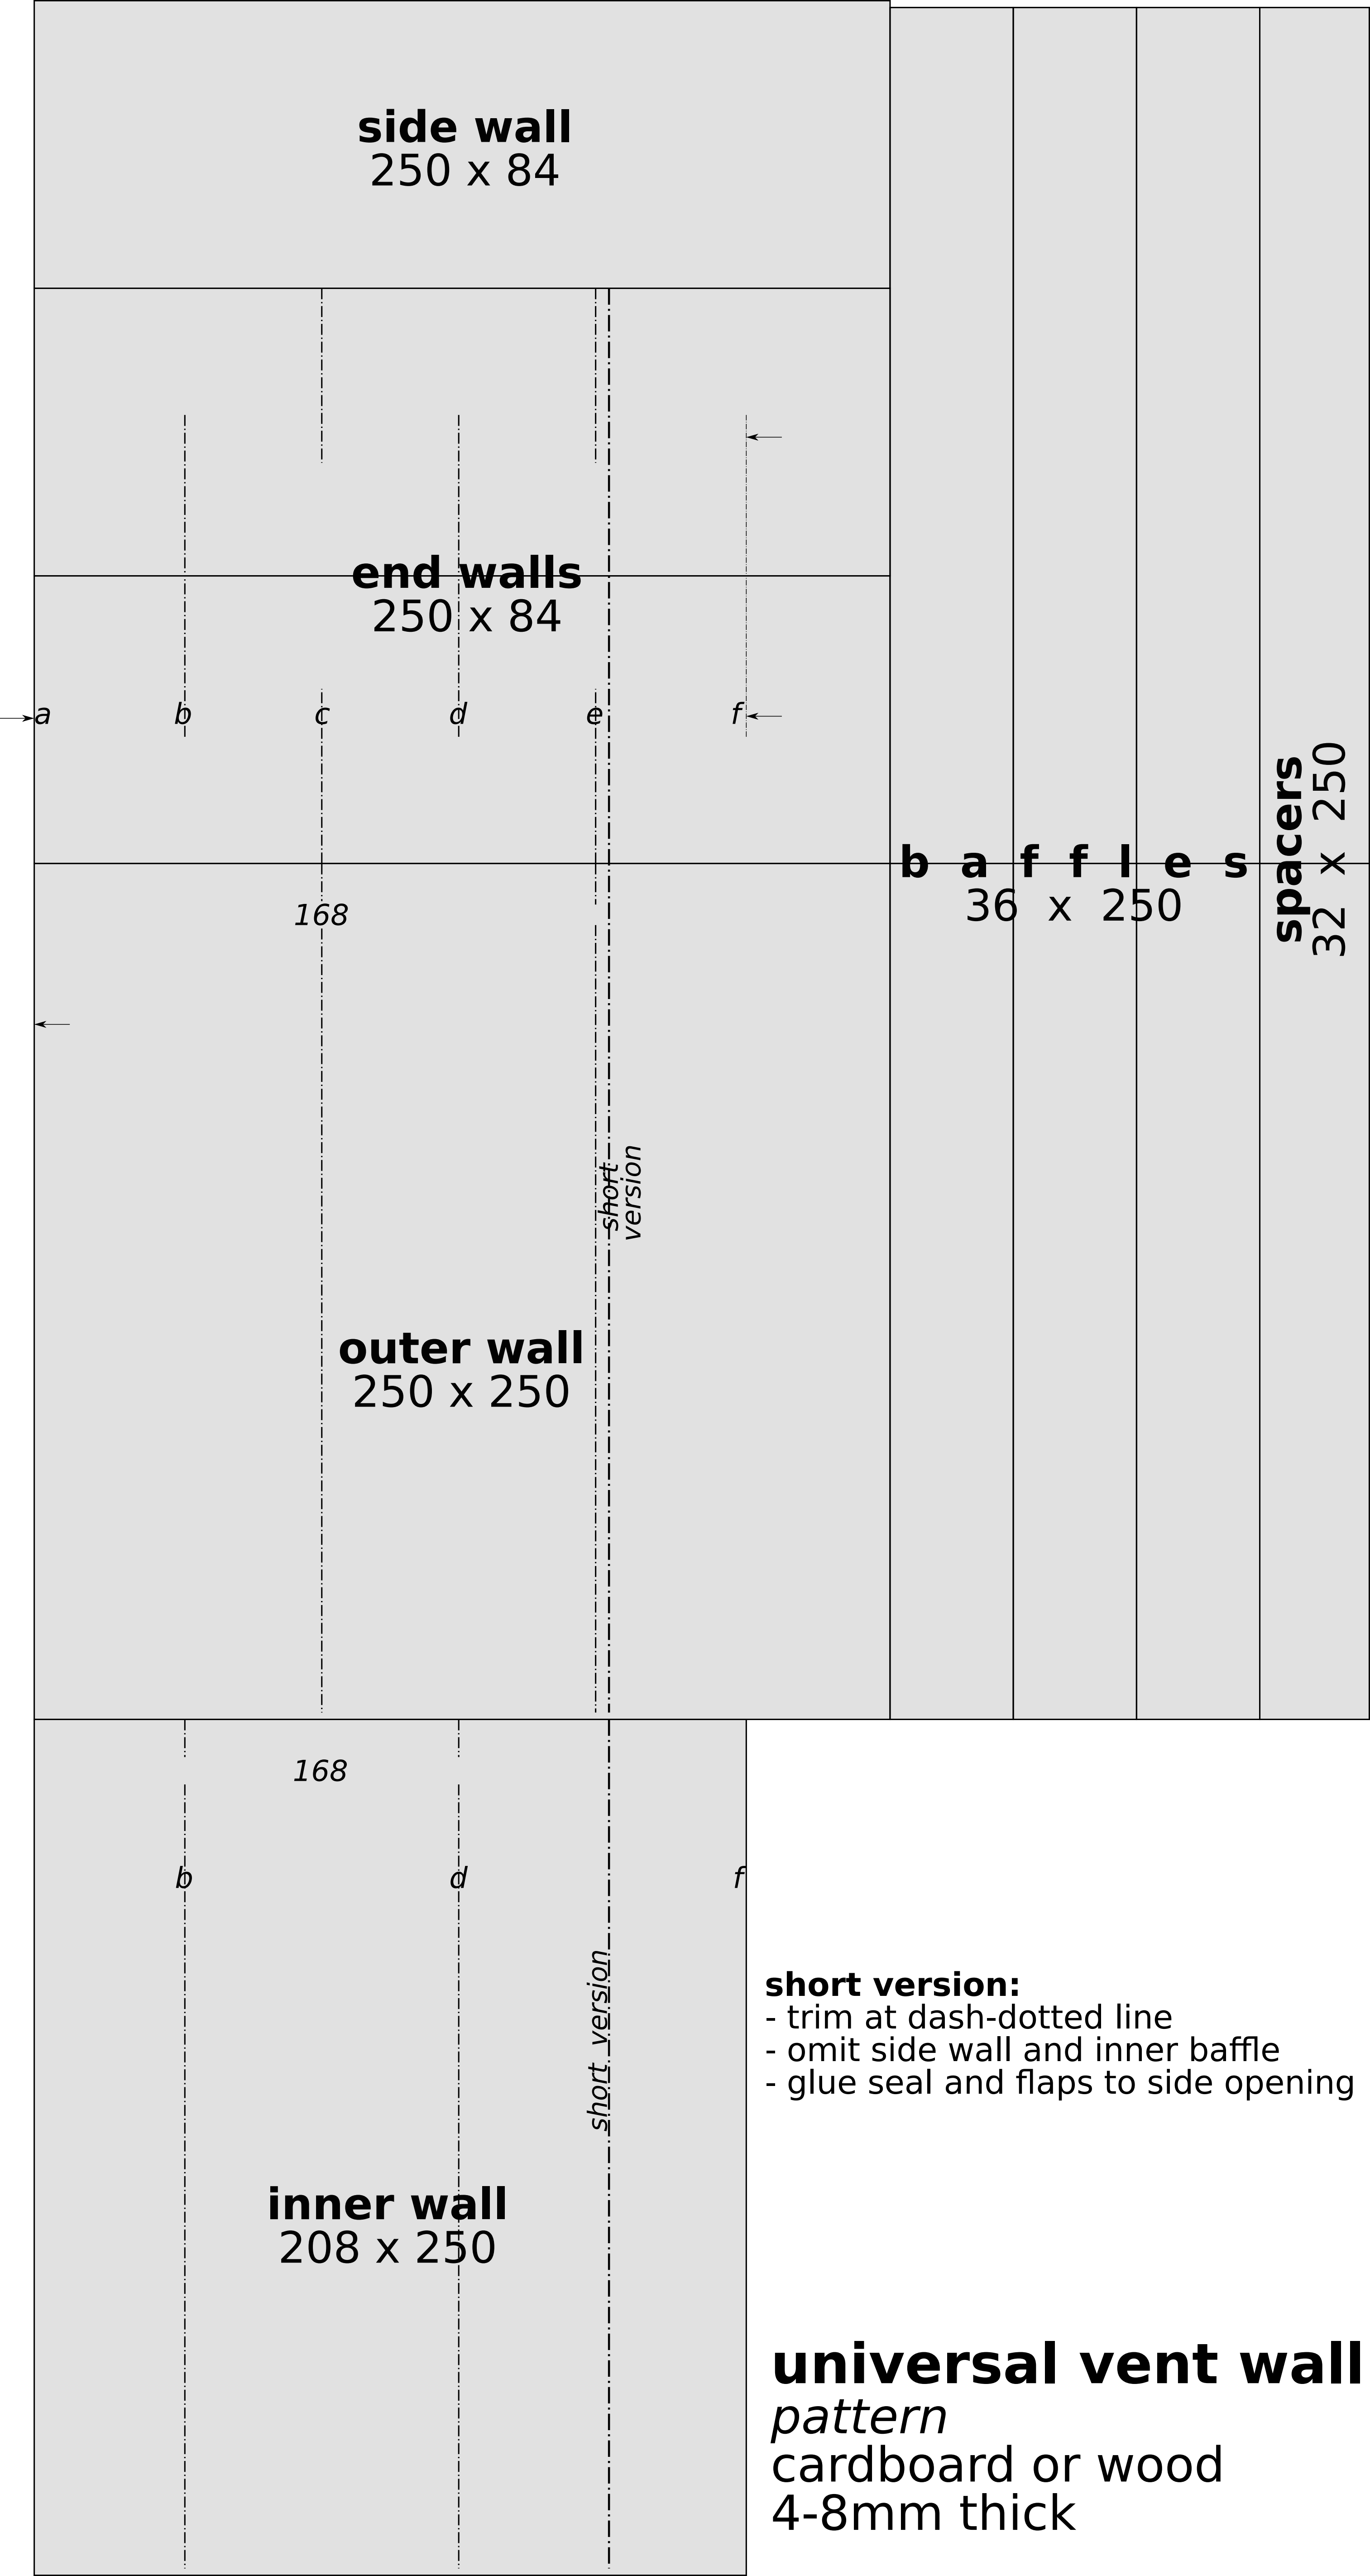 side wall
250 x 84
end walls
250 x 84
a b c d e f
b a f f l e s
36 x 250
spacers
32 x 250
168
short
version
outer wall
250 x 250
168
b d f
short version
short version:
- trim at dash-dotted line
- omit side wall and inner baffle
- glue seal and flaps to side opening
inner wall
208 x 250
universal vent wall
pattern
cardboard or wood
4-8mm thick